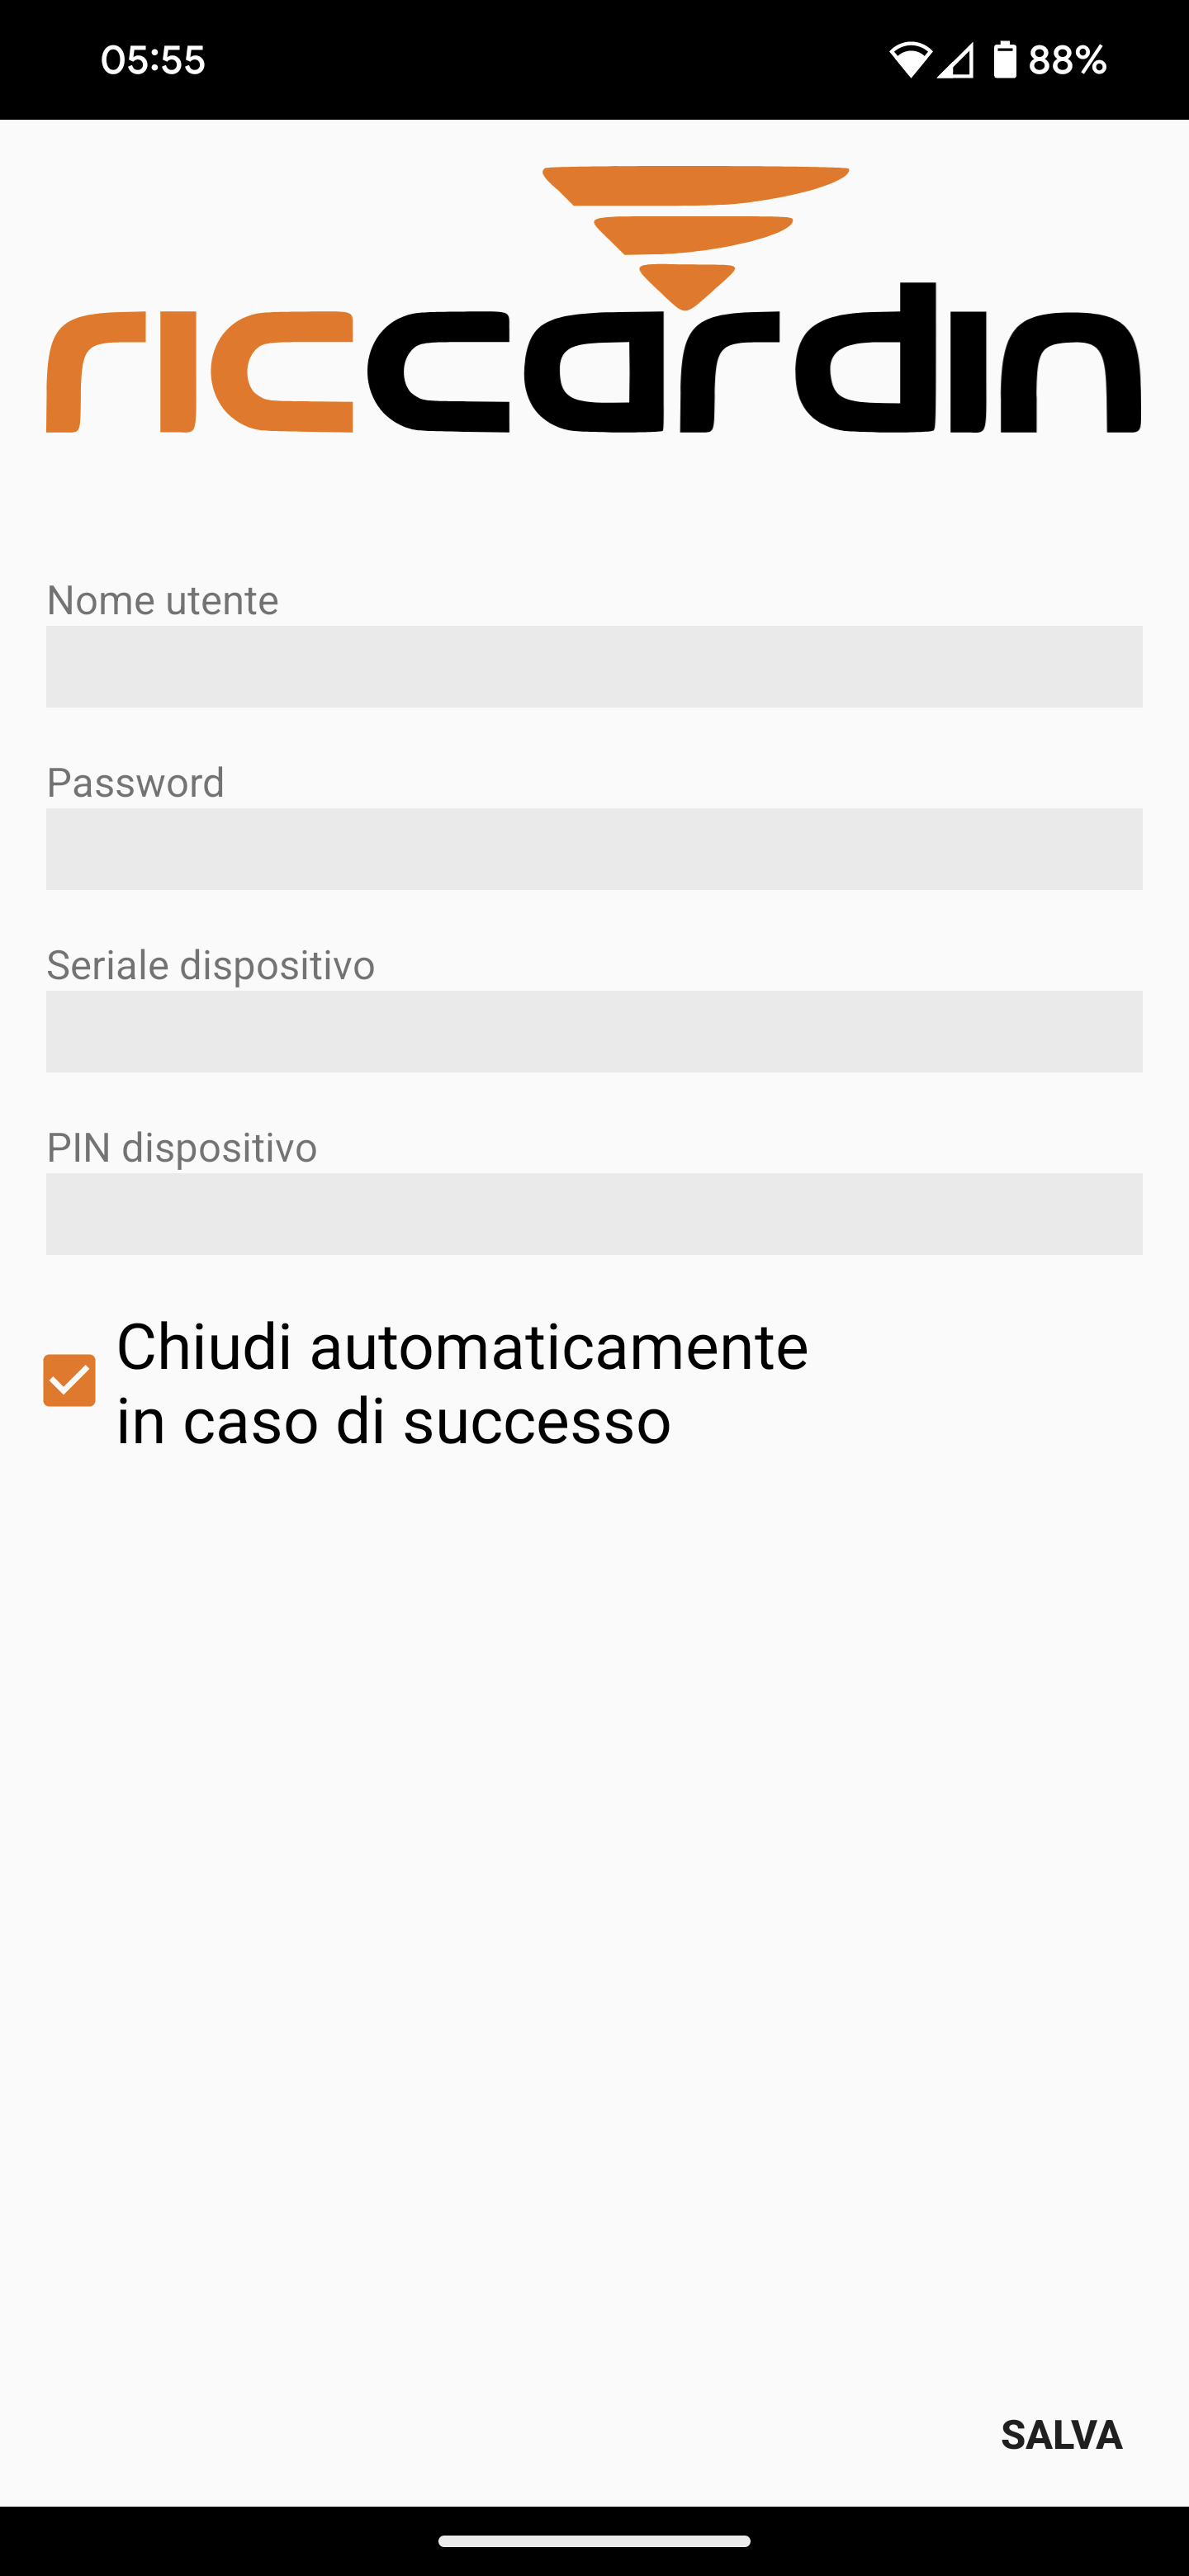 05:55
88%
riccardin
Nome utente
Password
Seriale dispositivo
PIN dispositivo
Chiudi automaticamente
in caso di successo
SALVA